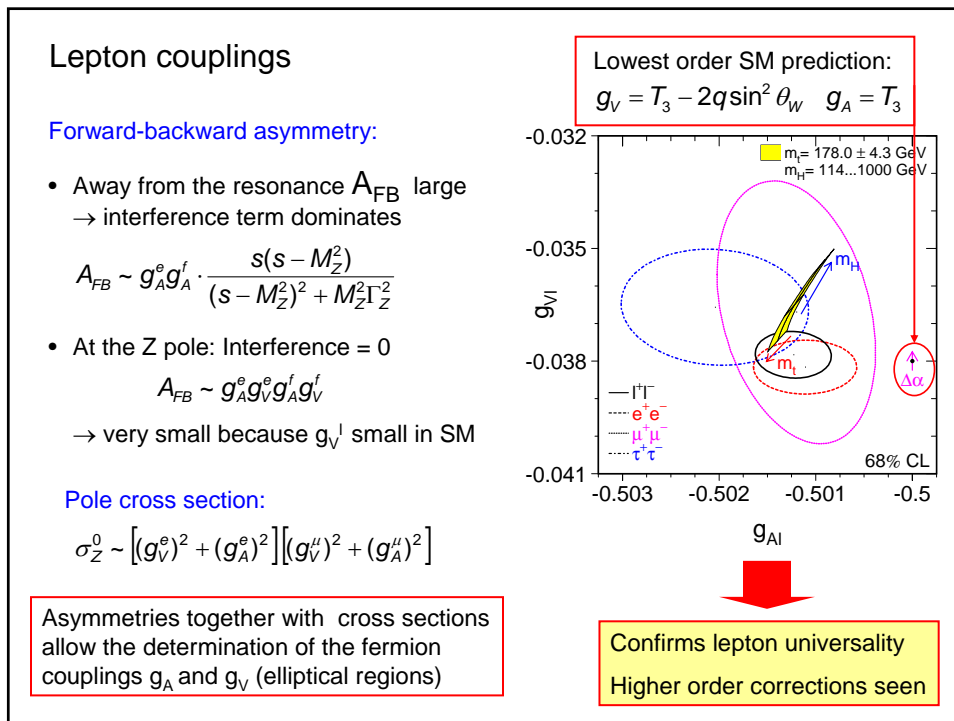 Lepton couplings
Forward-backward asymmetry:
• Away from the resonance A_FB large
→ interference term dominates
A_FB ~ g_A^e g_A^f · s(s − M_Z^2) / ((s − M_Z^2)^2 + M_Z^2 Γ_Z^2)
• At the Z pole: Interference = 0
A_FB ~ g_A^e g_V^e g_A^f g_V^f
→ very small because g_V^l small in SM
Pole cross section:
σ_Z^0 ~ [(g_V^e)^2 + (g_A^e)^2][(g_V^μ)^2 + (g_A^μ)^2]
Asymmetries together with cross sections
allow the determination of the fermion
couplings g_A and g_V (elliptical regions)
Lowest order SM prediction:
g_V = T_3 − 2q sin^2 θ_W g_A = T_3
-0.032
-0.035
-0.038
-0.041
g_Vl
m_t= 178.0 ± 4.3 GeV
m_H= 114...1000 GeV
m_H
m_t
Δα
l^+l^−
e^+e^−
μ^+μ^−
τ^+τ^−
68% CL
-0.503 -0.502 -0.501 -0.5
g_Al
Confirms lepton universality
Higher order corrections seen